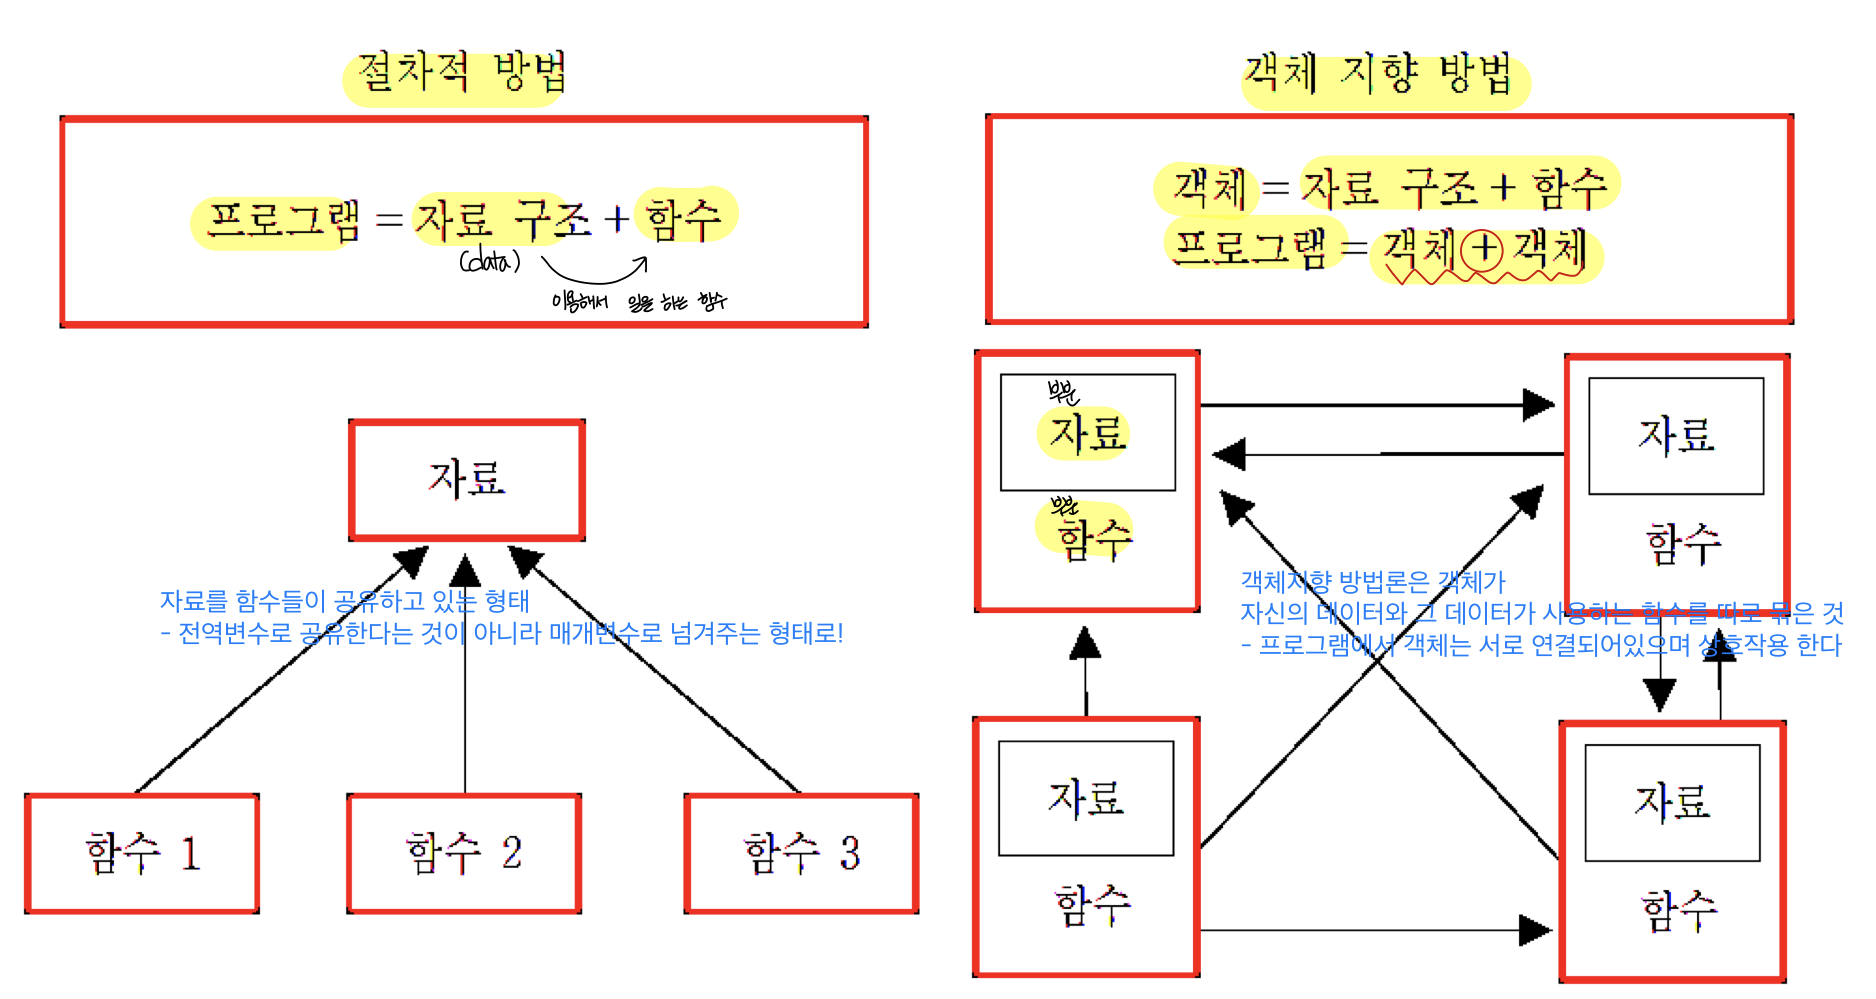 절차적 방법
프로그램 = 자료 구조 + 함수
(data)
이용해서 일을 하는 함수
자료
자료를 함수들이 공유하고 있는 형태
- 전역변수로 공유한다는 것이 아니라 매개변수로 넘겨주는 형태로!
함수 1
함수 2
함수 3
객체 지향 방법
객체 = 자료 구조 + 함수
프로그램 = 객체 + 객체
부분
자료
부분
함수
자료
함수
객체지향 방법론은 객체가
자신의 데이터와 그 데이터가 사용하는 함수를 따로 묶은 것
- 프로그램에서 객체는 서로 연결되어있으며 상호작용 한다
자료
함수
자료
함수